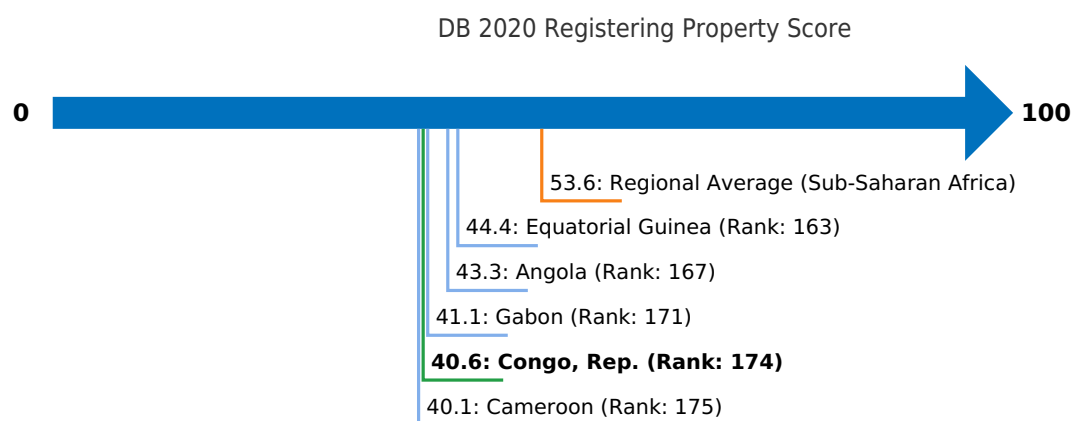 DB 2020 Registering Property Score
0
100
53.6: Regional Average (Sub-Saharan Africa)
44.4: Equatorial Guinea (Rank: 163)
43.3: Angola (Rank: 167)
41.1: Gabon (Rank: 171)
40.6: Congo, Rep. (Rank: 174)
40.1: Cameroon (Rank: 175)